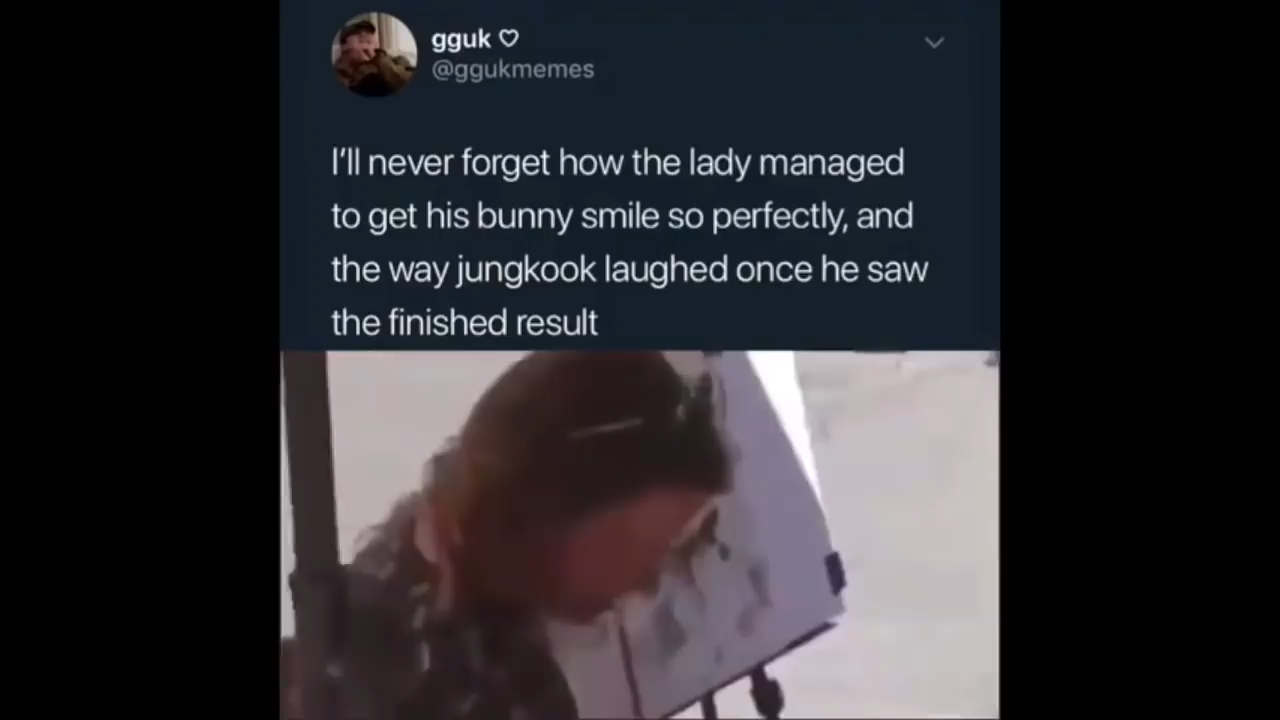 gguk ♡
@ggukmemes
I'll never forget how the lady managed
to get his bunny smile so perfectly, and
the way jungkook laughed once he saw
the finished result